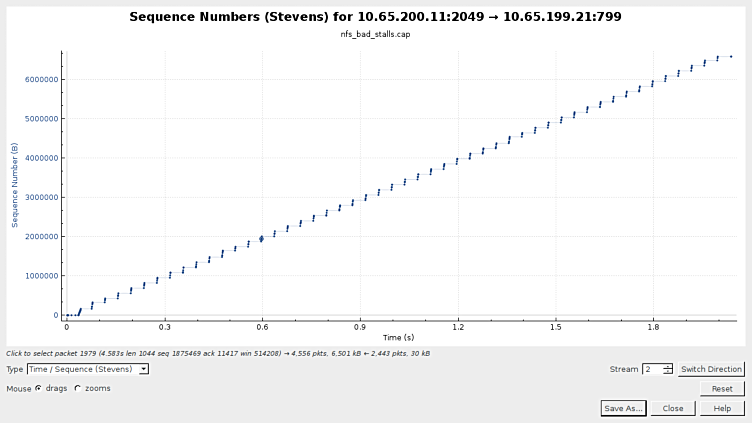 Sequence Numbers (Stevens) for 10.65.200.11:2049 → 10.65.199.21:799
nfs_bad_stalls.cap
Sequence Number (B)
6000000
5000000
4000000
3000000
2000000
1000000
0
0 0.3 0.6 0.9 1.2 1.5 1.8
Time (s)
Click to select packet 1979 (4.583s len 1044 seq 1875469 ack 11417 win 514208) → 4,556 pkts, 6,501 kB ← 2,443 pkts, 30 kB
Type Time / Sequence (Stevens) Stream 2 Switch Direction
Mouse drags zooms Reset
Save As... Close Help